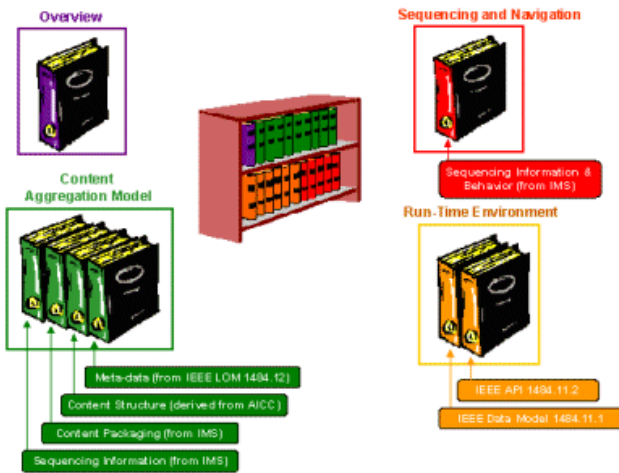 Overview
Sequencing and Navigation
Sequencing Information &
Behavior (from IMS)
Content
Aggregation Model
Run-Time Environment
Meta-data (from IEEE LOM 1484.12)
Content Structure (derived from AICC)
Content Packaging (from IMS)
Sequencing Information (from IMS)
IEEE API 1484.11.2
IEEE Data Model 1484.11.1